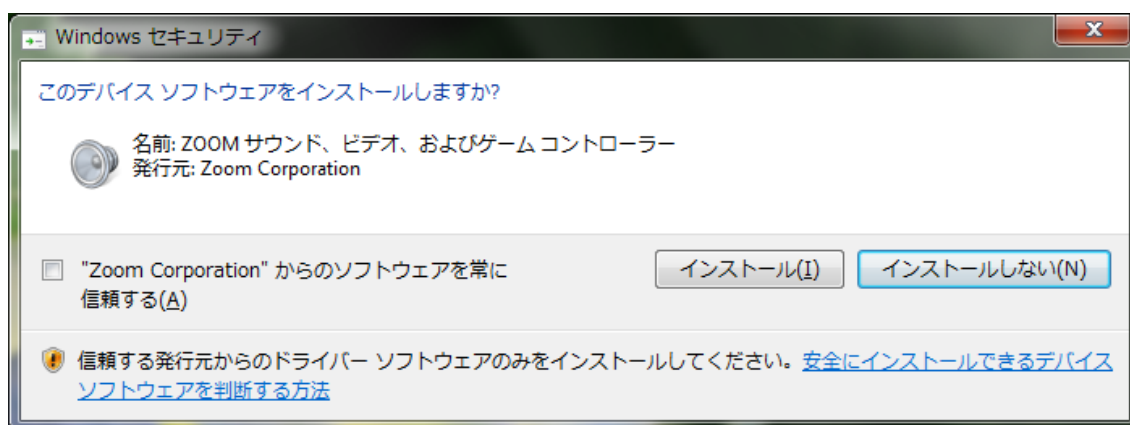 Windows セキュリティ
このデバイス ソフトウェアをインストールしますか?
名前: ZOOM サウンド、ビデオ、およびゲーム コントローラー
発行元: Zoom Corporation
"Zoom Corporation" からのソフトウェアを常に
信頼する(A)
インストール(I)
インストールしない(N)
信頼する発行元からのドライバー ソフトウェアのみをインストールしてください。安全にインストールできるデバイス
ソフトウェアを判断する方法